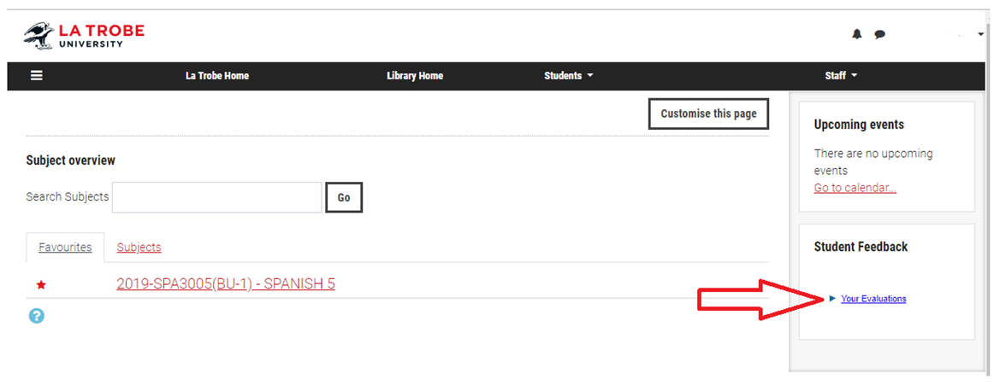 LA TROBE
UNIVERSITY
La Trobe Home Library Home Students Staff
Customise this page
Subject overview
Search Subjects Go
Favourites Subjects
2019-SPA3005(BU-1) - SPANISH 5
?
Upcoming events
There are no upcoming
events
Go to calendar...
Student Feedback
Your Evaluations